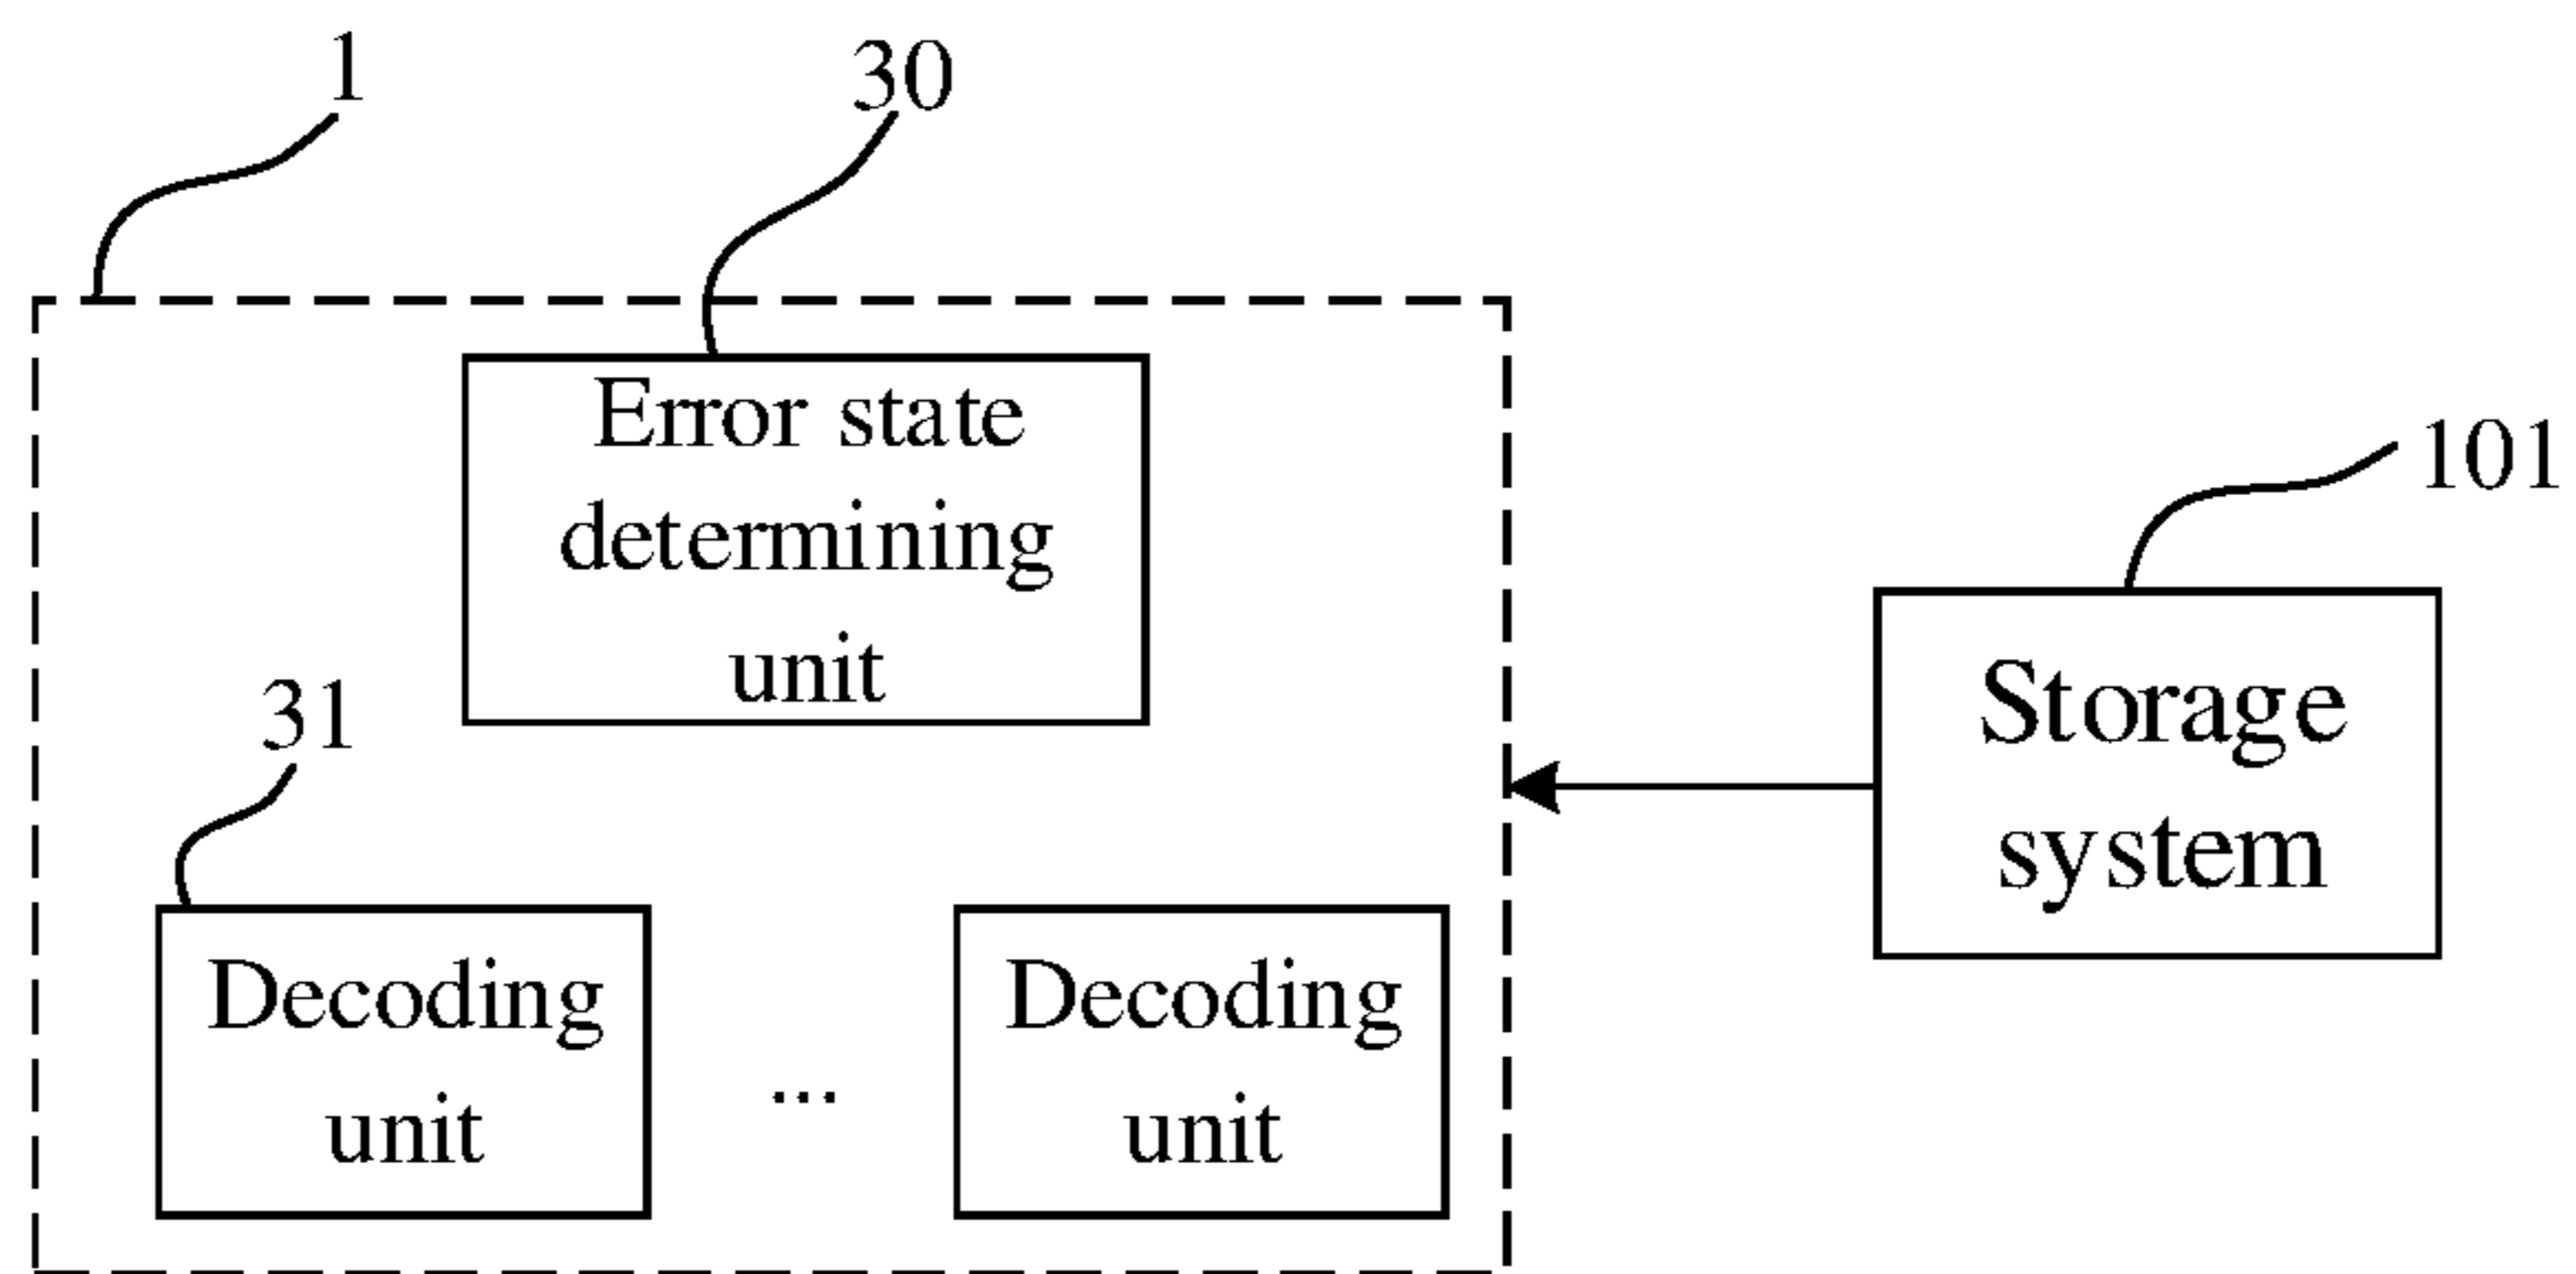 1
30
Error state
determining
unit
101
Storage
system
31
Decoding
unit
...
Decoding
unit